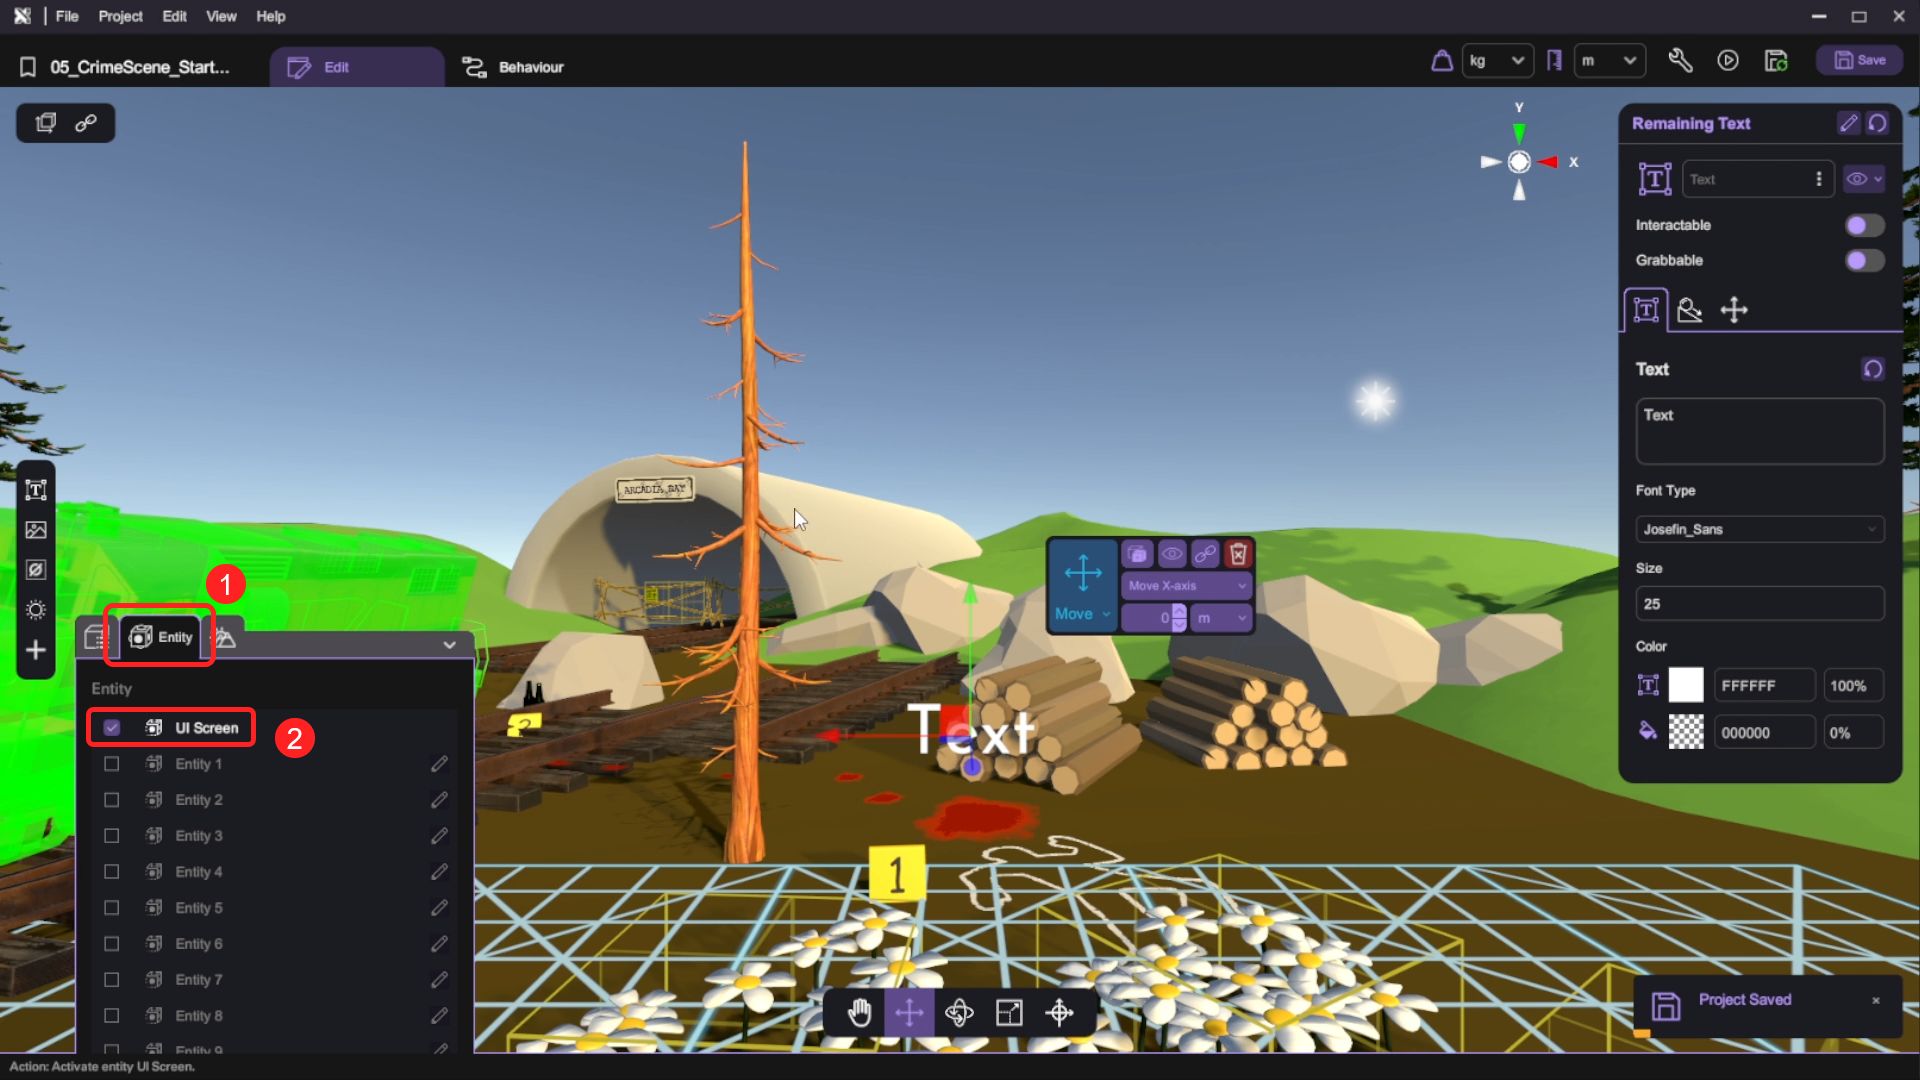 File Project Edit View Help
05_CrimeScene_Start... Edit Behaviour kg m Save
Y
X
Remaining Text
Text
Interactable
Grabbable
Text
Text
Font Type
Josefin_Sans
Size
25
Color
FFFFFF 100%
000000 0%
ARCADIA BAY
Move X-axis
Move 0 m
Text
2
1
1
Entity
Entity
UI Screen
2
Entity 1
Entity 2
Entity 3
Entity 4
Entity 5
Entity 6
Entity 7
Entity 8
Entity 9
Project Saved
Action: Activate entity UI Screen.